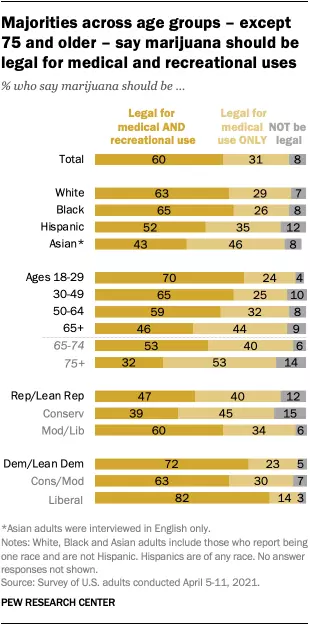 Majorities across age groups – except
75 and older – say marijuana should be
legal for medical and recreational uses
% who say marijuana should be ...
Legal for medical AND recreational use
Legal for medical use ONLY
NOT be legal
Total 60 31 8
White 63 29 7
Black 65 26 8
Hispanic 52 35 12
Asian* 43 46 8
Ages 18-29 70 24 4
30-49 65 25 10
50-64 59 32 8
65+ 46 44 9
65-74 53 40 6
75+ 32 53 14
Rep/Lean Rep 47 40 12
Conserv 39 45 15
Mod/Lib 60 34 6
Dem/Lean Dem 72 23 5
Cons/Mod 63 30 7
Liberal 82 14 3
*Asian adults were interviewed in English only.
Notes: White, Black and Asian adults include those who report being
one race and are not Hispanic. Hispanics are of any race. No answer
responses not shown.
Source: Survey of U.S. adults conducted April 5-11, 2021.
PEW RESEARCH CENTER